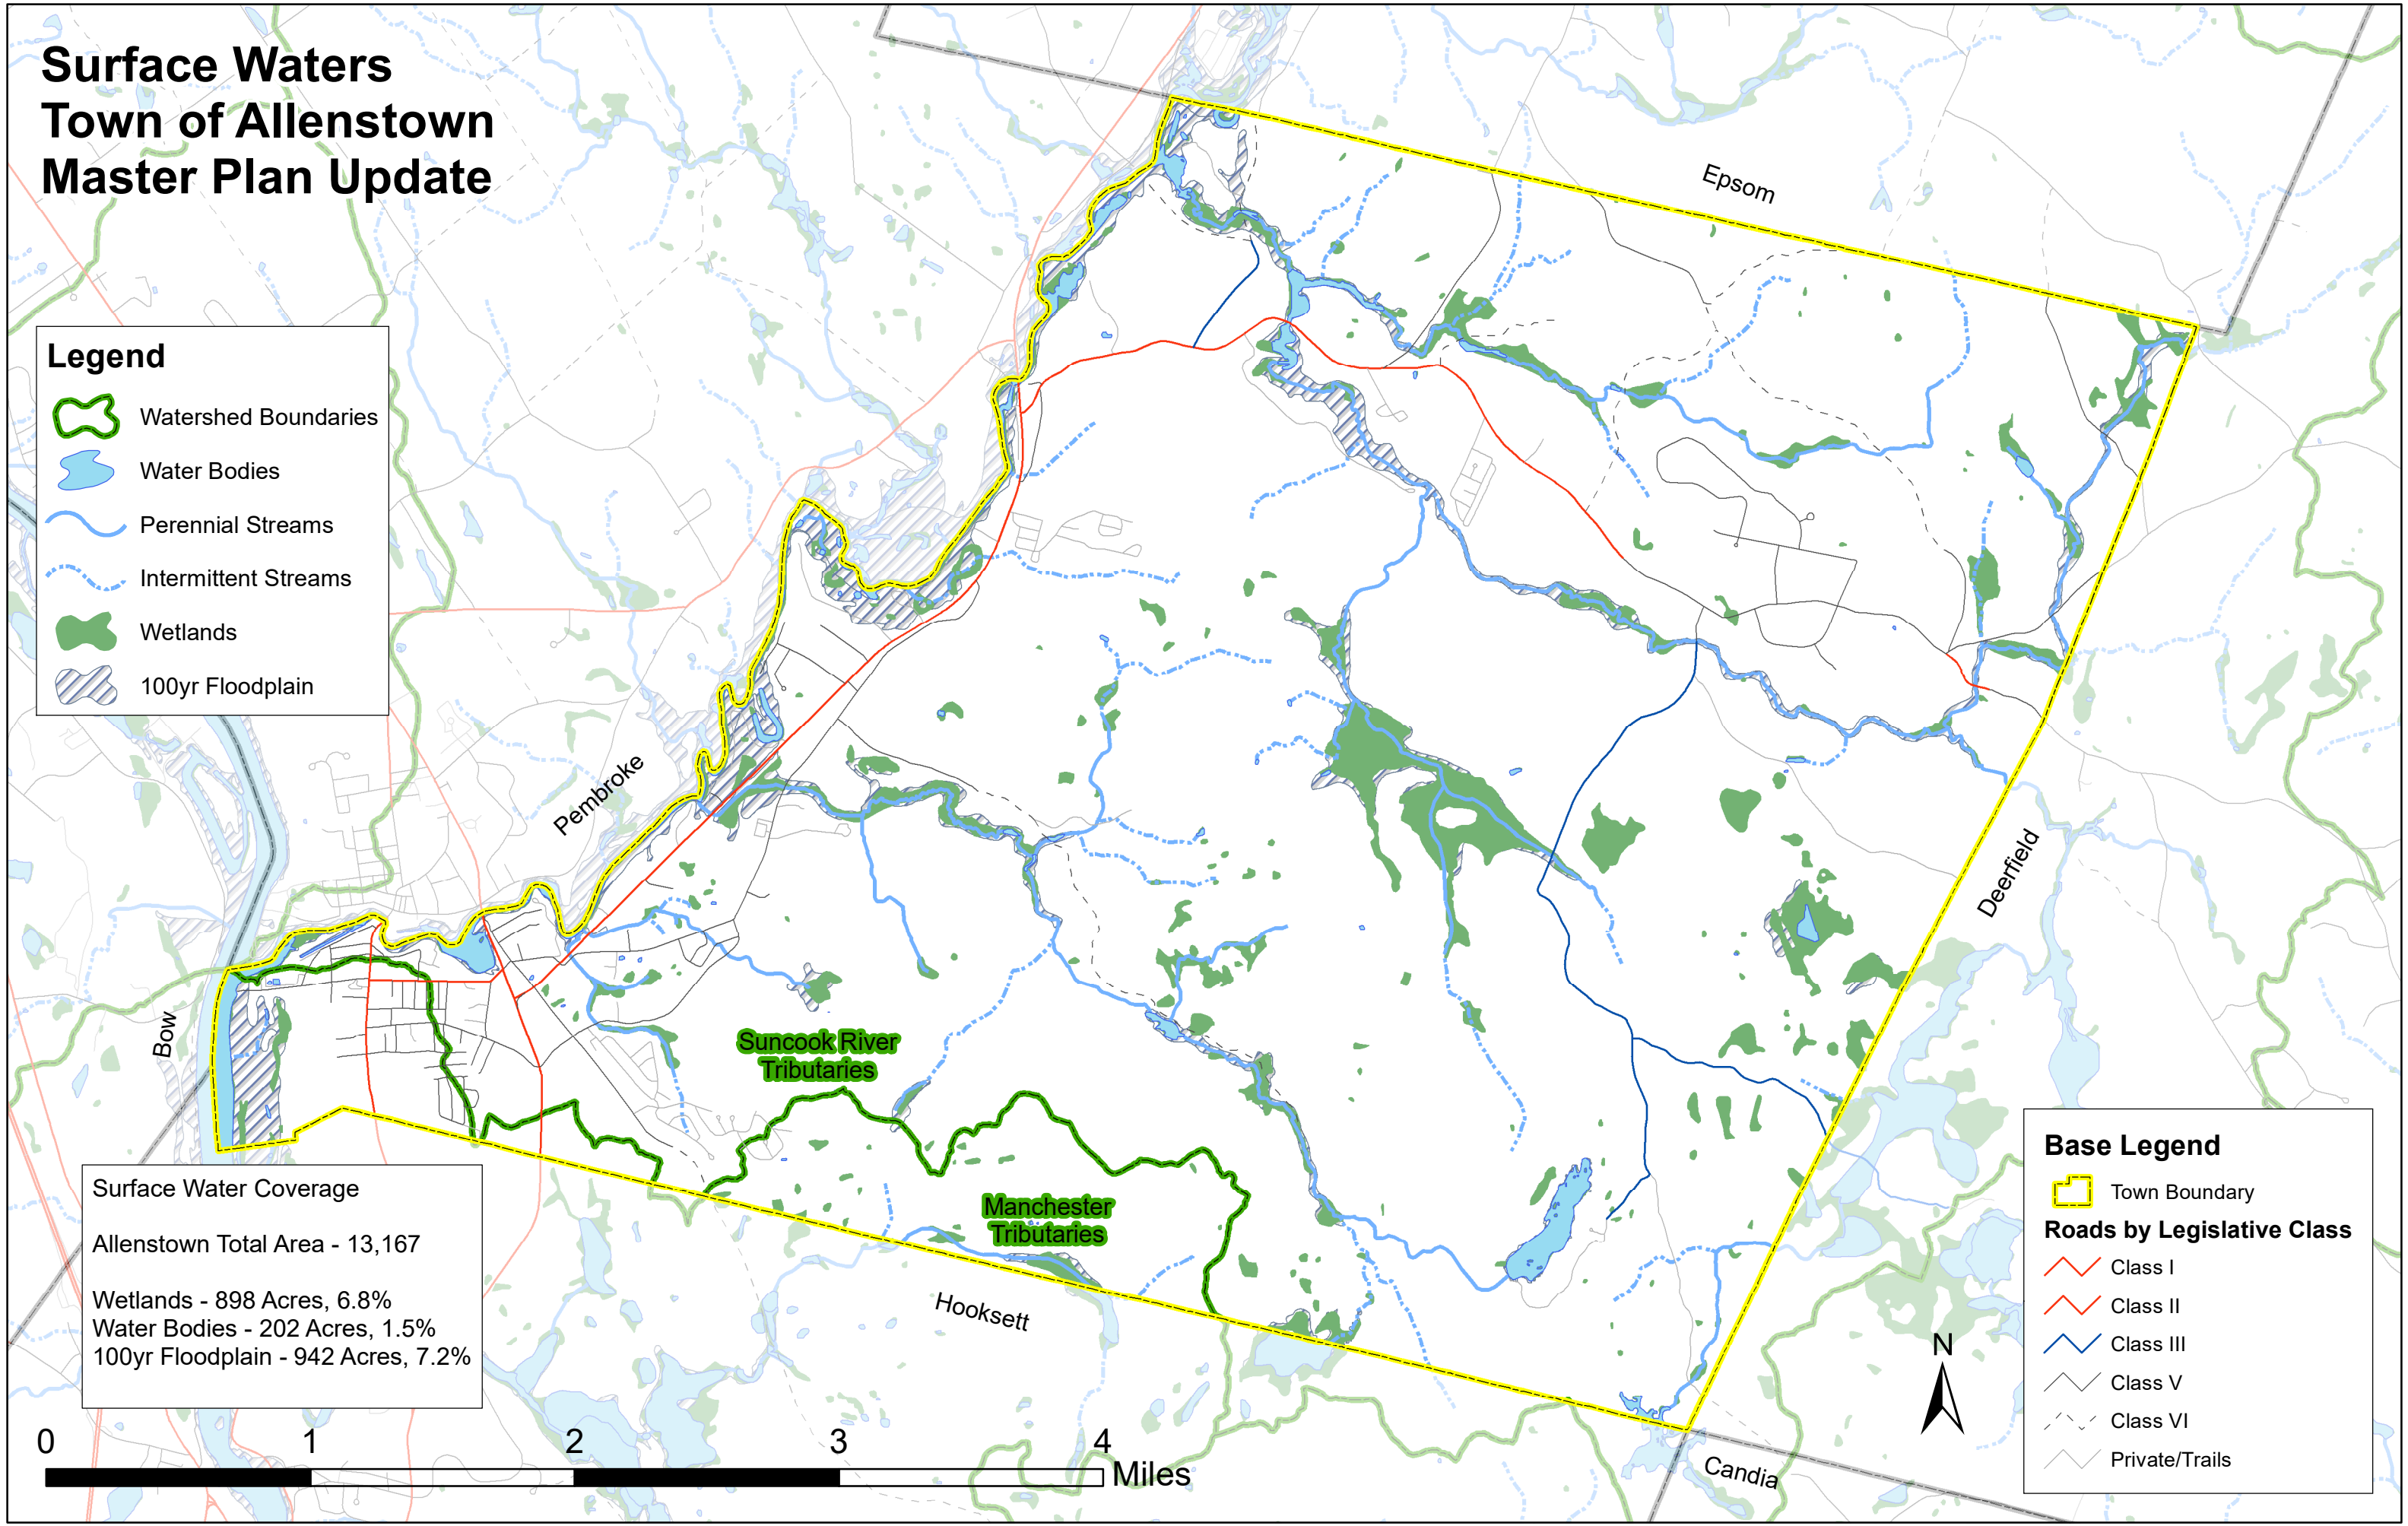 Surface Waters
Town of Allenstown
Master Plan Update
Epsom
Legend
Watershed Boundaries
Water Bodies
Perennial Streams
Intermittent Streams
Wetlands
100yr Floodplain
Pembroke
Deerfield
Bow
Suncook River
Tributaries
Manchester
Tributaries
Hooksett
Candia
Surface Water Coverage
Allenstown Total Area - 13,167
Wetlands - 898 Acres, 6.8%
Water Bodies - 202 Acres, 1.5%
100yr Floodplain - 942 Acres, 7.2%
0 1 2 3 4
Miles
N
Base Legend
Town Boundary
Roads by Legislative Class
Class I
Class II
Class III
Class V
Class VI
Private/Trails